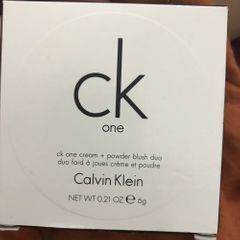 ck
one
ck one cream + powder blush duo
duo fard à joues crème et poudre
Calvin Klein
NET WT 0.21 OZ ℮ 6g